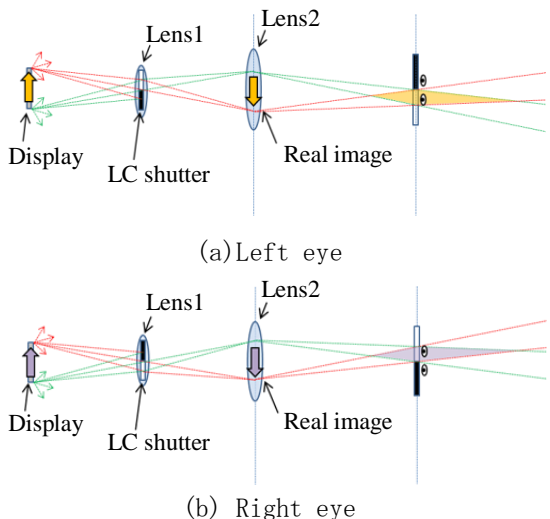 Lens2
Lens1
Display
LC shutter
Real image
(a)Left eye
Lens1
Lens2
Display
LC shutter
Real image
(b) Right eye